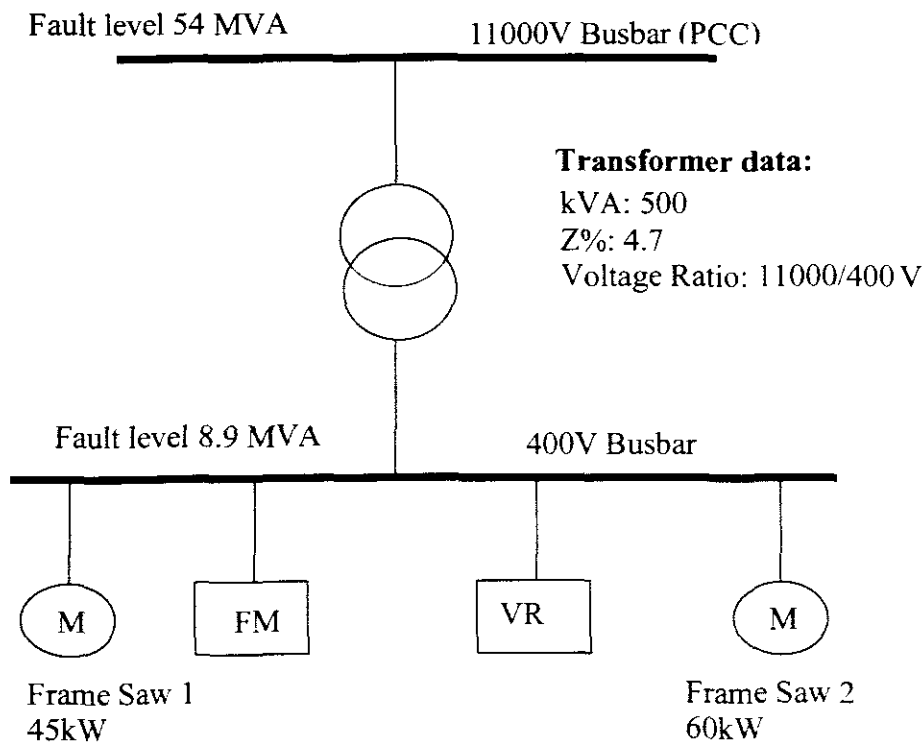 Fault level 54 MVA
11000V Busbar (PCC)
Transformer data:
kVA: 500
Z%: 4.7
Voltage Ratio: 11000/400 V
Fault level 8.9 MVA
400V Busbar
M
FM
VR
M
Frame Saw 1
45kW
Frame Saw 2
60kW